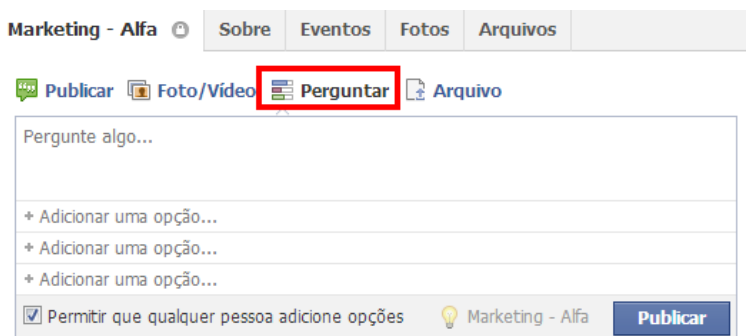 Marketing - Alfa Sobre Eventos Fotos Arquivos
Publicar Foto/Vídeo Perguntar Arquivo
Pergunte algo...
+ Adicionar uma opção...
+ Adicionar uma opção...
+ Adicionar uma opção...
Permitir que qualquer pessoa adicione opções Marketing - Alfa Publicar